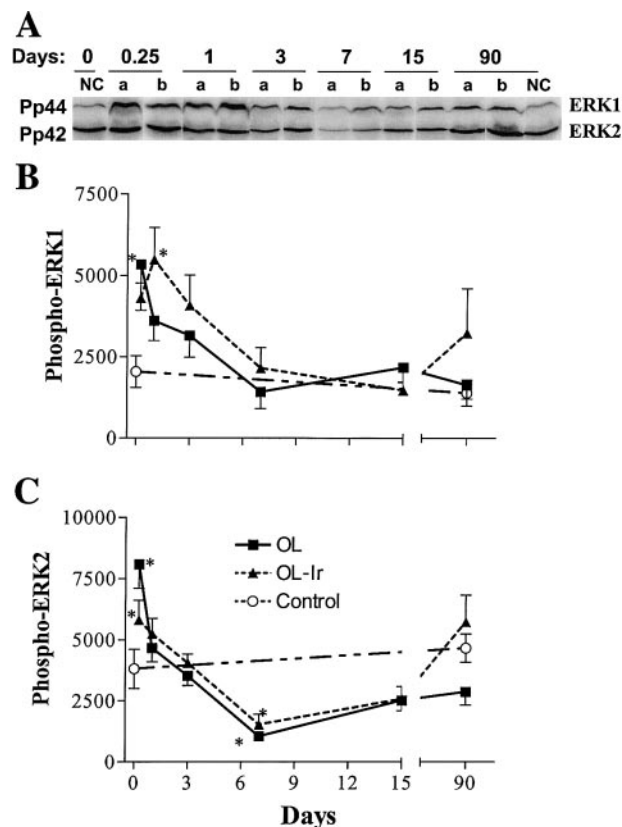 A
Days: 0 0.25 1 3 7 15 90
NC a b a b a b a b a b a b NC
Pp44 ERK1
Pp42 ERK2
B
7500
5000
2500
0
Phospho-ERK1
*
*
C
10000
7500
5000
2500
0
Phospho-ERK2
OL
OL-Ir
Control
*
*
*
*
0 3 6 9 12 15 90
Days